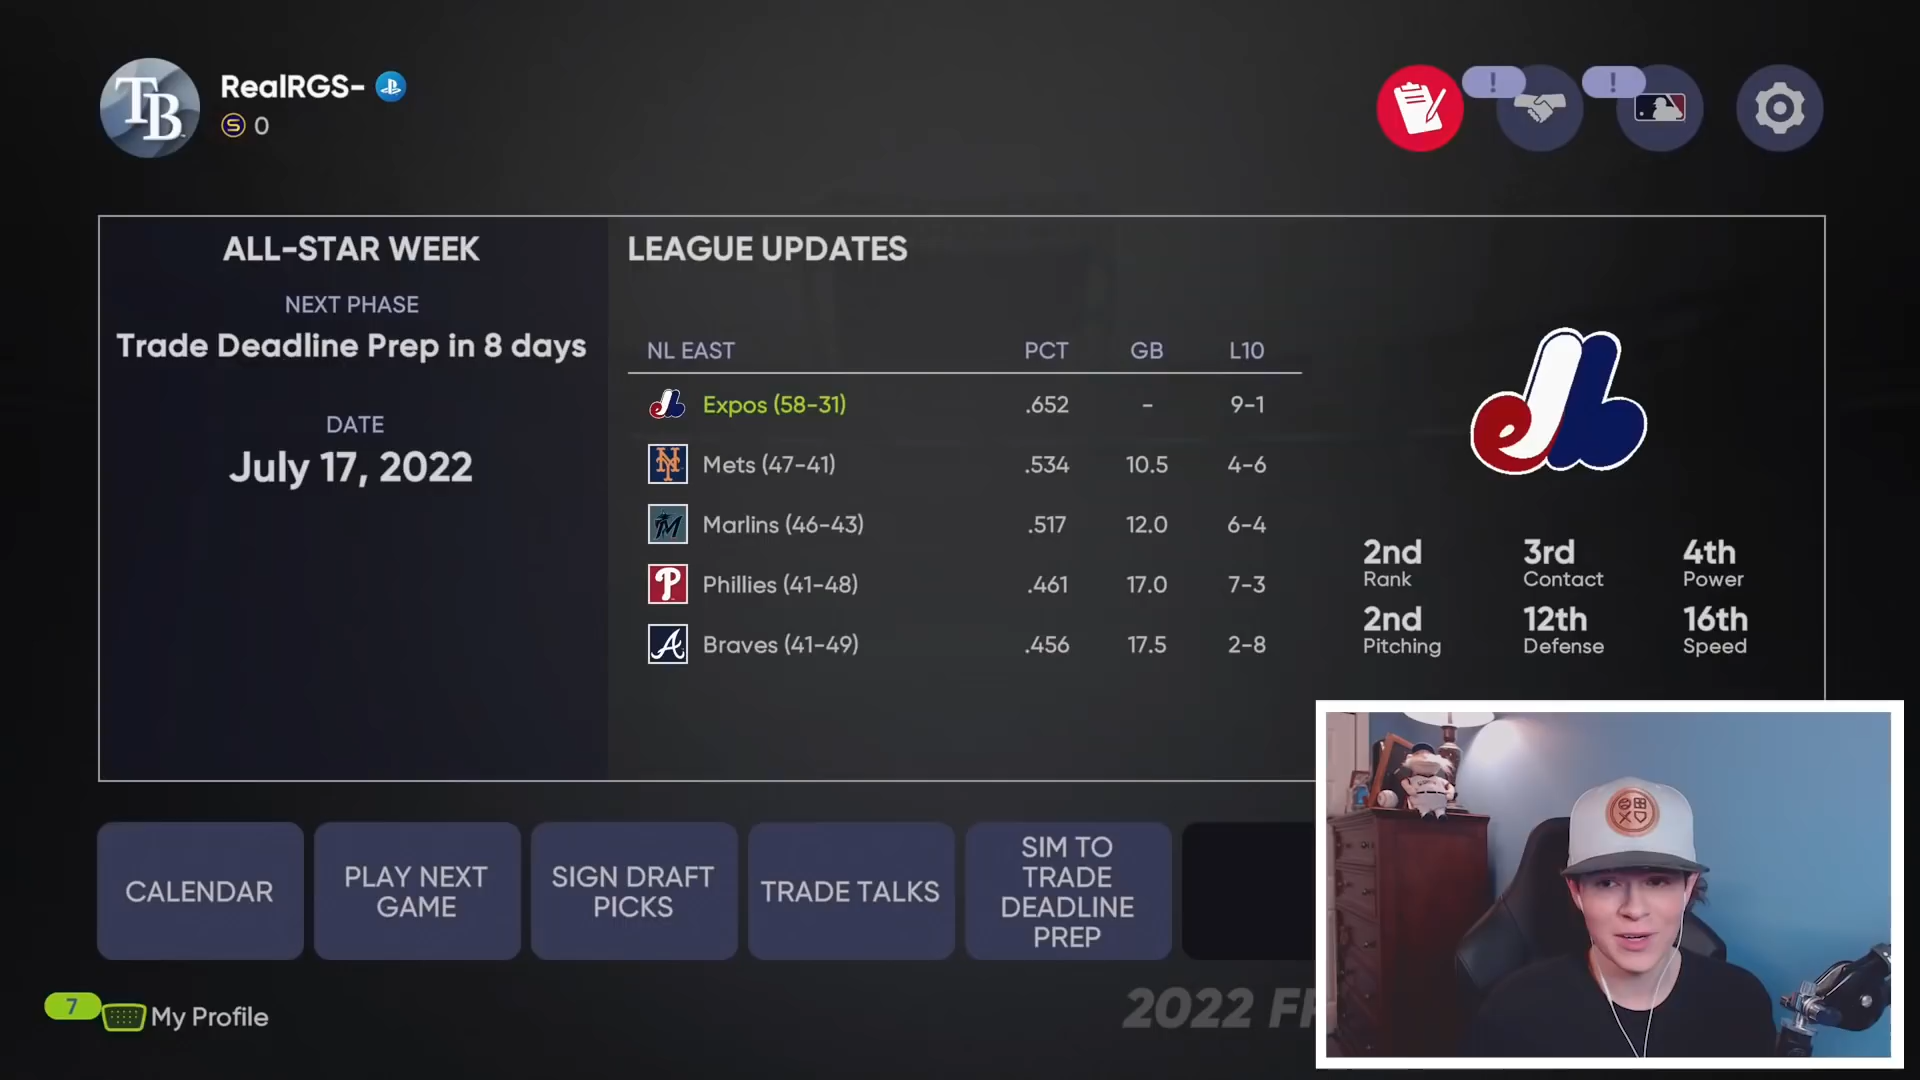 TB
RealRGS-
S 0
!
!
ALL-STAR WEEK
NEXT PHASE
Trade Deadline Prep in 8 days
DATE
July 17, 2022
LEAGUE UPDATES
NL EAST PCT GB L10
Expos (58-31) .652 - 9-1
Mets (47-41) .534 10.5 4-6
Marlins (46-43) .517 12.0 6-4
Phillies (41-48) .461 17.0 7-3
Braves (41-49) .456 17.5 2-8
2nd 3rd 4th
Rank Contact Power
2nd 12th 16th
Pitching Defense Speed
CALENDAR
PLAY NEXT
GAME
SIGN DRAFT
PICKS
TRADE TALKS
SIM TO
TRADE
DEADLINE
PREP
7 My Profile
2022 FR